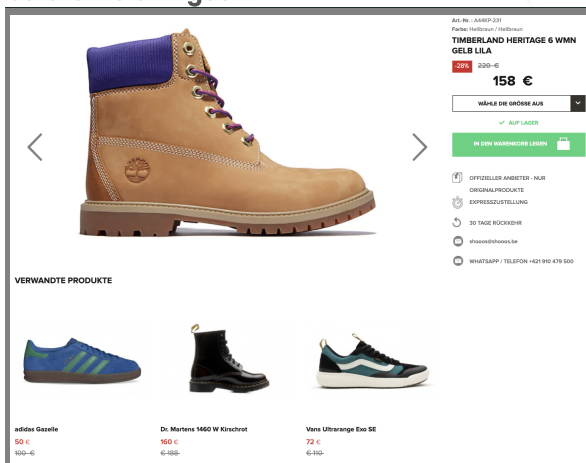 Art.-Nr.: A44KP-231
Farbe: Hellbraun / Hellbraun
TIMBERLAND HERITAGE 6 WMN
GELB LILA
-28% 220 €
158 €
WÄHLE DIE GRÖSSE AUS
AUF LAGER
IN DEN WARENKORB LEGEN
OFFIZIELLER ANBIETER - NUR
ORIGINALPRODUKTE
EXPRESSZUSTELLUNG
30 TAGE RÜCKKEHR
shooos@shooos.be
WHATSAPP / TELEFON +421 910 479 500
VERWANDTE PRODUKTE
adidas Gazelle
50 €
100 €
Dr. Martens 1460 W Kirschrot
160 €
€ 188
Vans Ultrarange Exo SE
72 €
€ 110